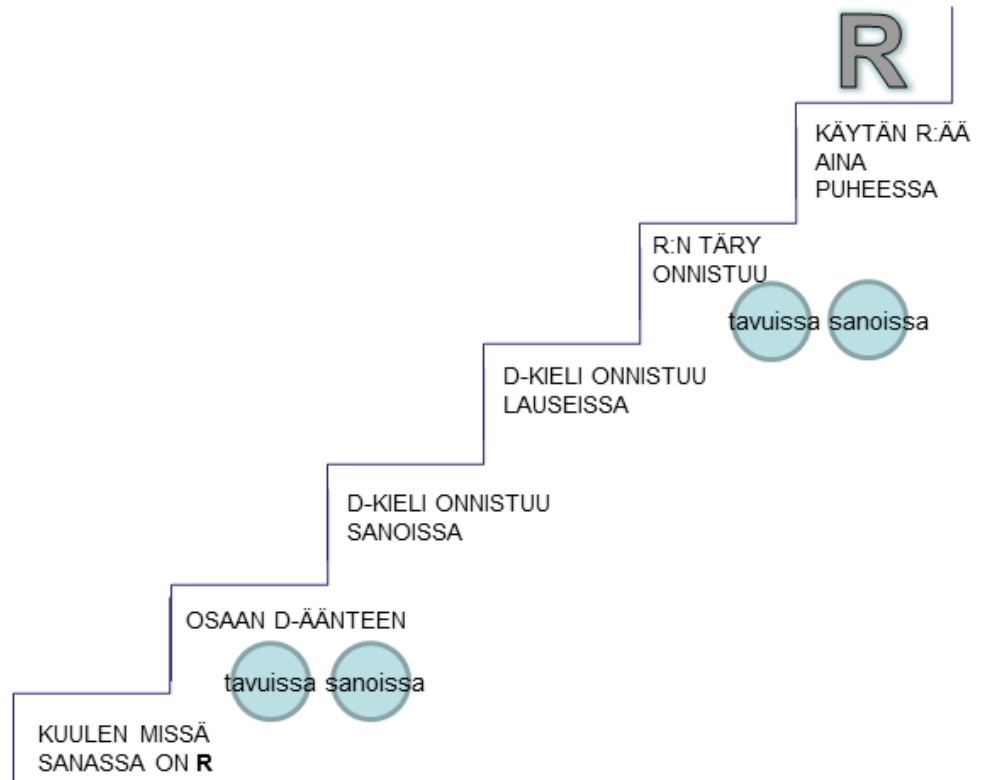 R
KÄYTÄN R:ÄÄ
AINA
PUHEESSA
R:N TÄRY
ONNISTUU
tavuissa sanoissa
D-KIELI ONNISTUU
LAUSEISSA
D-KIELI ONNISTUU
SANOISSA
OSAAN D-ÄÄNTEEN
tavuissa sanoissa
KUULEN MISSÄ
SANASSA ON R